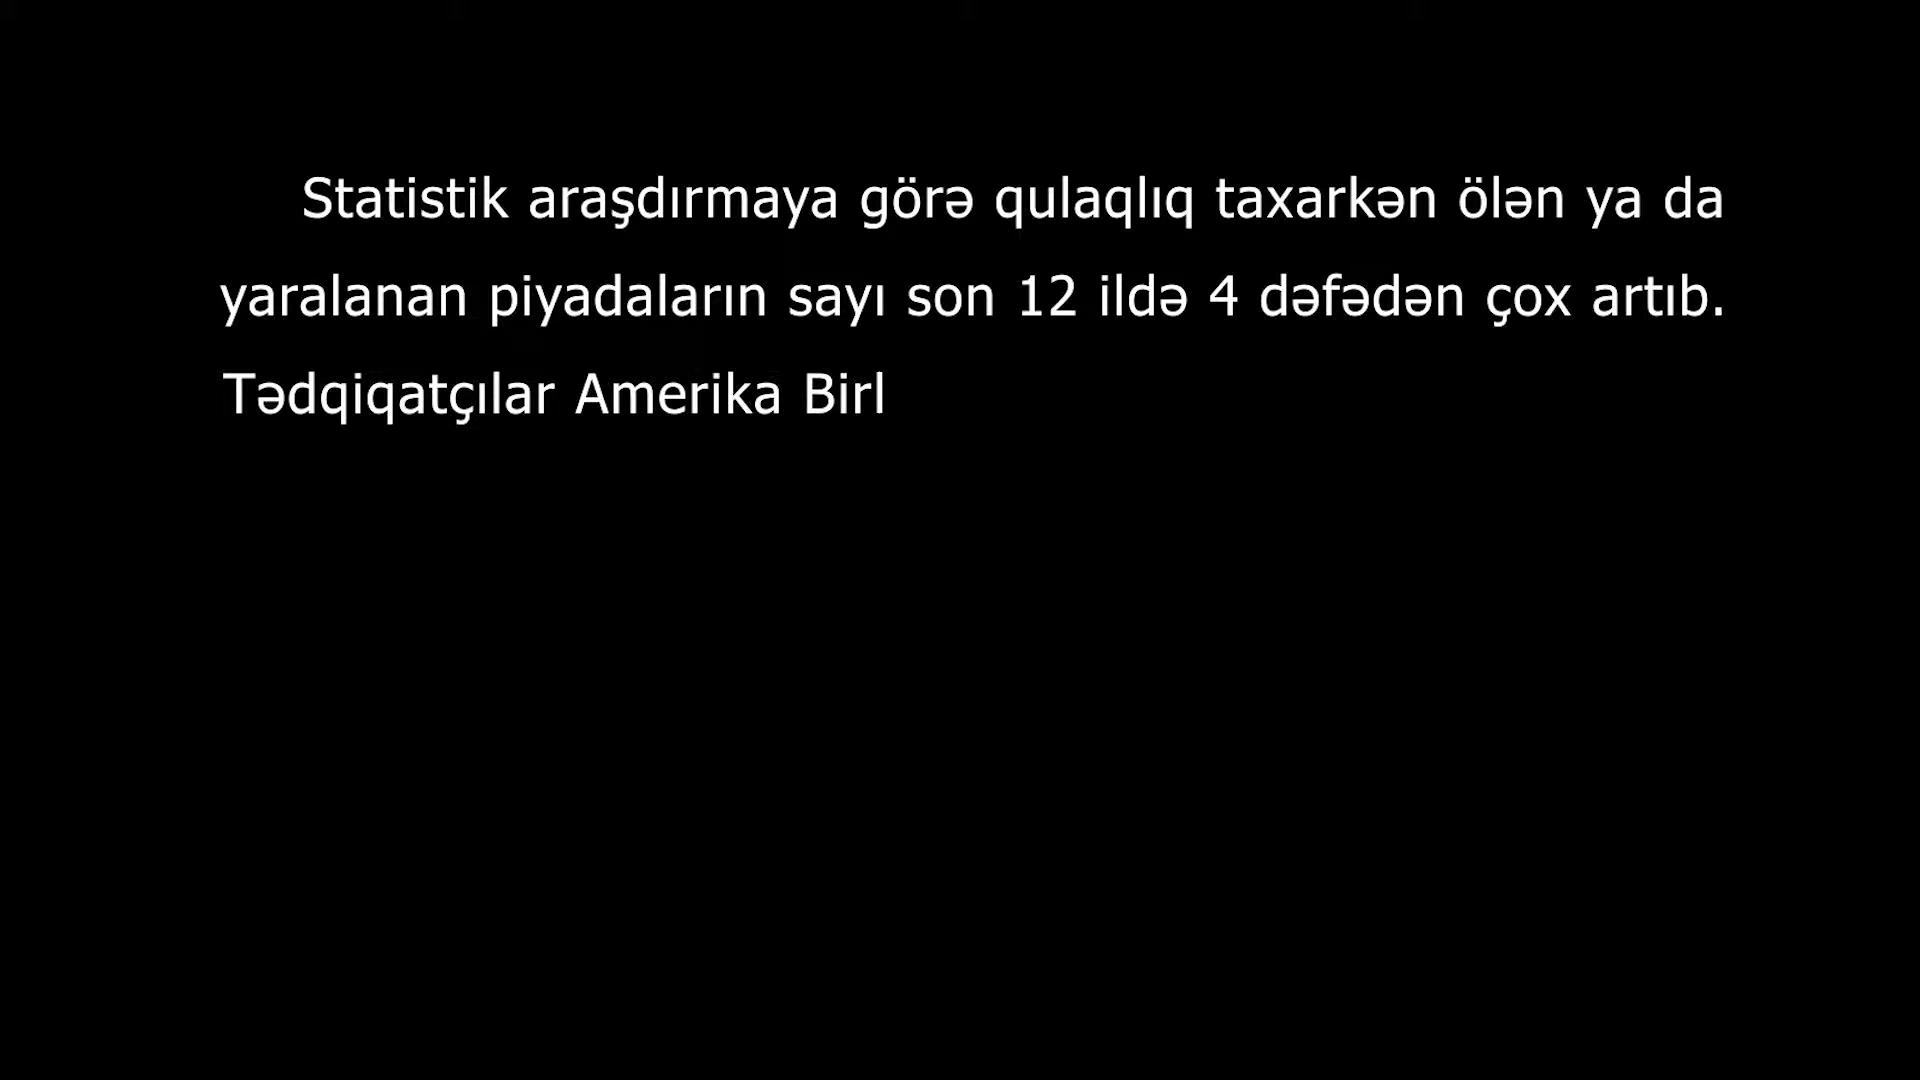 Statistik araşdırmaya görə qulaqlıq taxarkən ölən ya da
yaralanan piyadaların sayı son 12 ildə 4 dəfədən çox artıb.
Tədqiqatçılar Amerika Birl